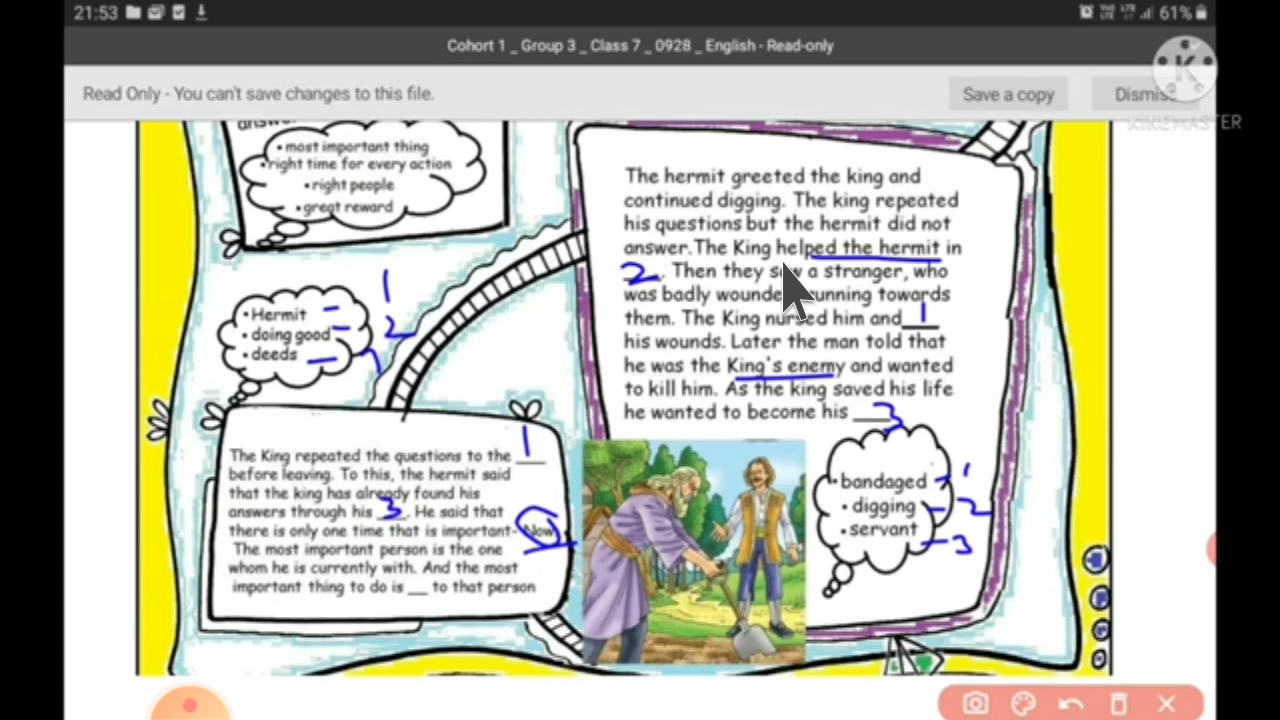 21:53
61%
Cohort 1 _ Group 3 _ Class 7 _ 0928 _ English - Read-only
Read Only - You can't save changes to this file.
Save a copy
Dismiss
KINEMASTER
• most important thing
•right time for every action
•right people
•great reward
The hermit greeted the king and
continued digging. The king repeated
his questions but the hermit did not
answer.The King helped the hermit in
2. Then they saw a stranger, who
was badly wounded running towards
them. The King nursed him and 1
his wounds. Later the man told that
he was the King's enemy and wanted
to kill him. As the king saved his life
he wanted to become his ___ 3
•Hermit – 1
• doing good – 2
• deeds –
The King repeated the questions to the 1
before leaving. To this, the hermit said
that the king has already found his
answers through his 3. He said that
there is only one time that is important- Now
The most important person is the one
whom he is currently with. And the most
important thing to do is __ to that person
• bandaged – 1
• digging – 2
•servant – 3